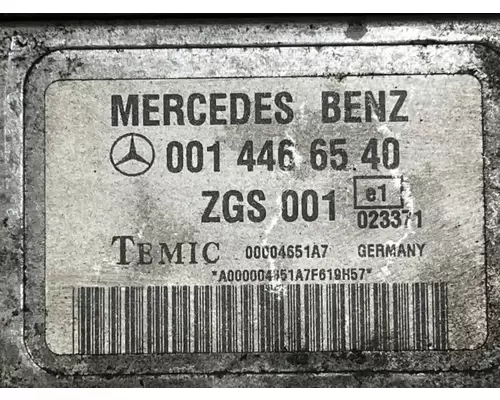 MERCEDES BENZ
001 446 65 40
ZGS 001 e1
023371
TEMIC 00004651A7 GERMANY
*A000004651A7F619H57*